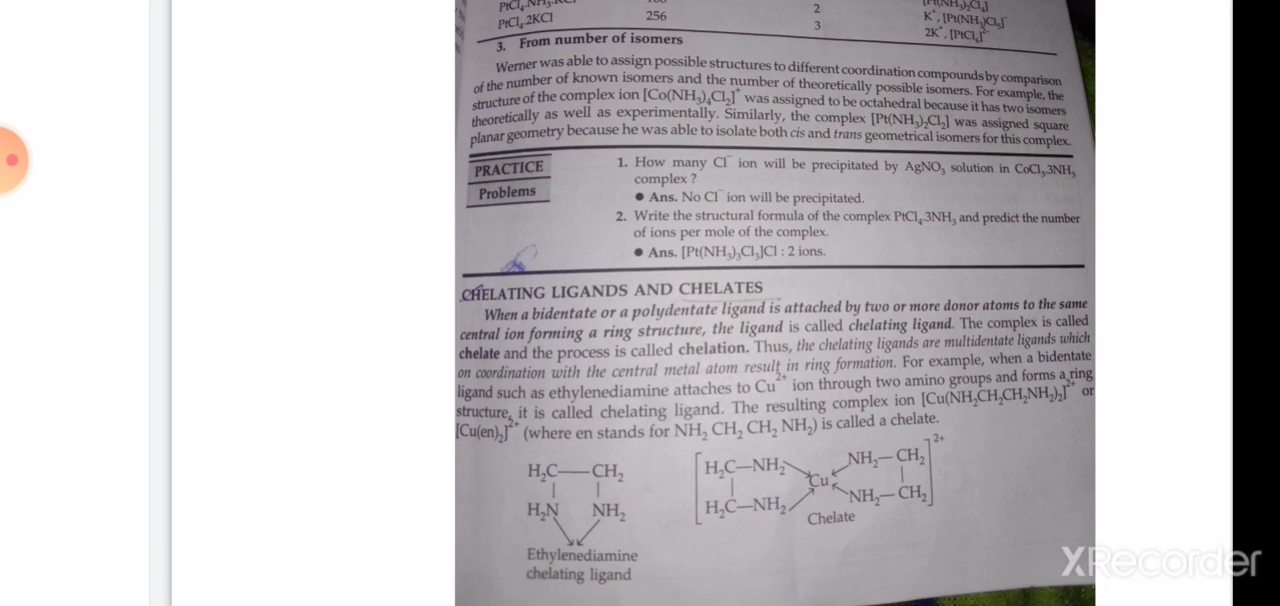 PtCl₄.NH₃.KCl
PtCl₄.2KCl 256 2 K⁺, [Pt(NH₃)Cl₅]⁻
3 2K⁺, [PtCl₆]²⁻
3. From number of isomers
Werner was able to assign possible structures to different coordination compounds by comparison
of the number of known isomers and the number of theoretically possible isomers. For example, the
structure of the complex ion [Co(NH₃)₄Cl₂]⁺ was assigned to be octahedral because it has two isomers
theoretically as well as experimentally. Similarly, the complex [Pt(NH₃)₂Cl₂] was assigned square
planar geometry because he was able to isolate both cis and trans geometrical isomers for this complex.
PRACTICE
Problems
1. How many Cl⁻ ion will be precipitated by AgNO₃ solution in CoCl₃.3NH₃
complex ?
● Ans. No Cl⁻ ion will be precipitated.
2. Write the structural formula of the complex PtCl₄.3NH₃ and predict the number
of ions per mole of the complex.
● Ans. [Pt(NH₃)₃Cl₃]Cl : 2 ions.
CHELATING LIGANDS AND CHELATES
When a bidentate or a polydentate ligand is attached by two or more donor atoms to the same
central ion forming a ring structure, the ligand is called chelating ligand. The complex is called
chelate and the process is called chelation. Thus, the chelating ligands are multidentate ligands which
on coordination with the central metal atom result in ring formation. For example, when a bidentate
ligand such as ethylenediamine attaches to Cu²⁺ ion through two amino groups and forms a ring
structure, it is called chelating ligand. The resulting complex ion [Cu(NH₂CH₂CH₂NH₂)₂]²⁺ or
[Cu(en)₂]²⁺ (where en stands for NH₂ CH₂ CH₂ NH₂) is called a chelate.
H₂C—CH₂
H₂N NH₂
Ethylenediamine
chelating ligand
H₂C—NH₂ NH₂—CH₂ 2+
Cu
H₂C—NH₂ NH₂—CH₂
Chelate
XRecorder